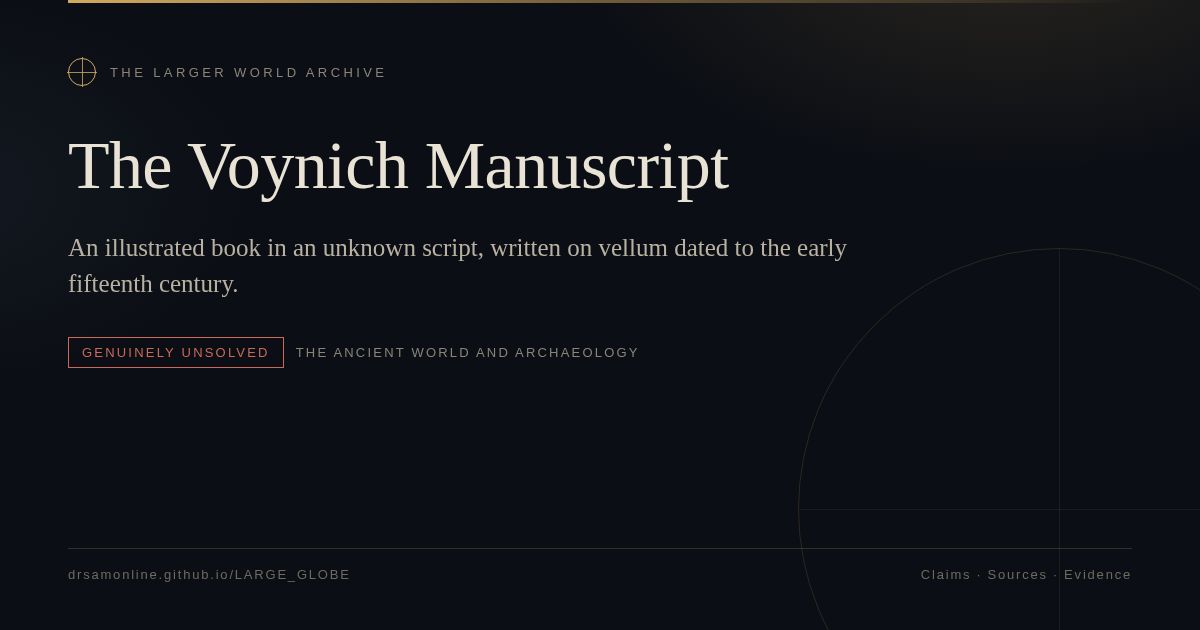 THE LARGER WORLD ARCHIVE
The Voynich Manuscript
An illustrated book in an unknown script, written on vellum dated to the early
fifteenth century.
GENUINELY UNSOLVED THE ANCIENT WORLD AND ARCHAEOLOGY
drsamonline.github.io/LARGE_GLOBE Claims · Sources · Evidence